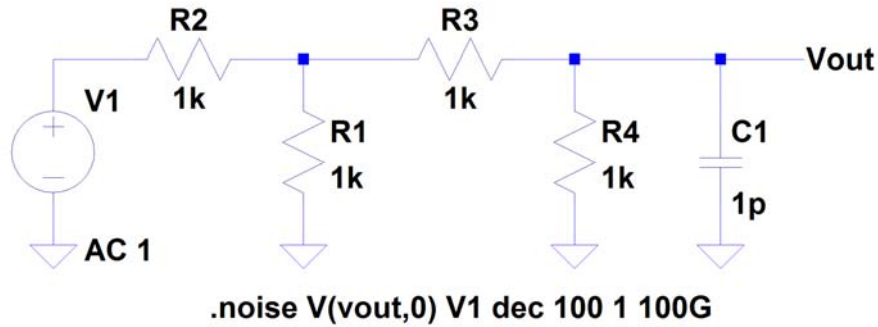 R2
R3
Vout
1k
1k
V1
R1
R4
C1
1k
1k
1p
AC 1
.noise V(vout,0) V1 dec 100 1 100G